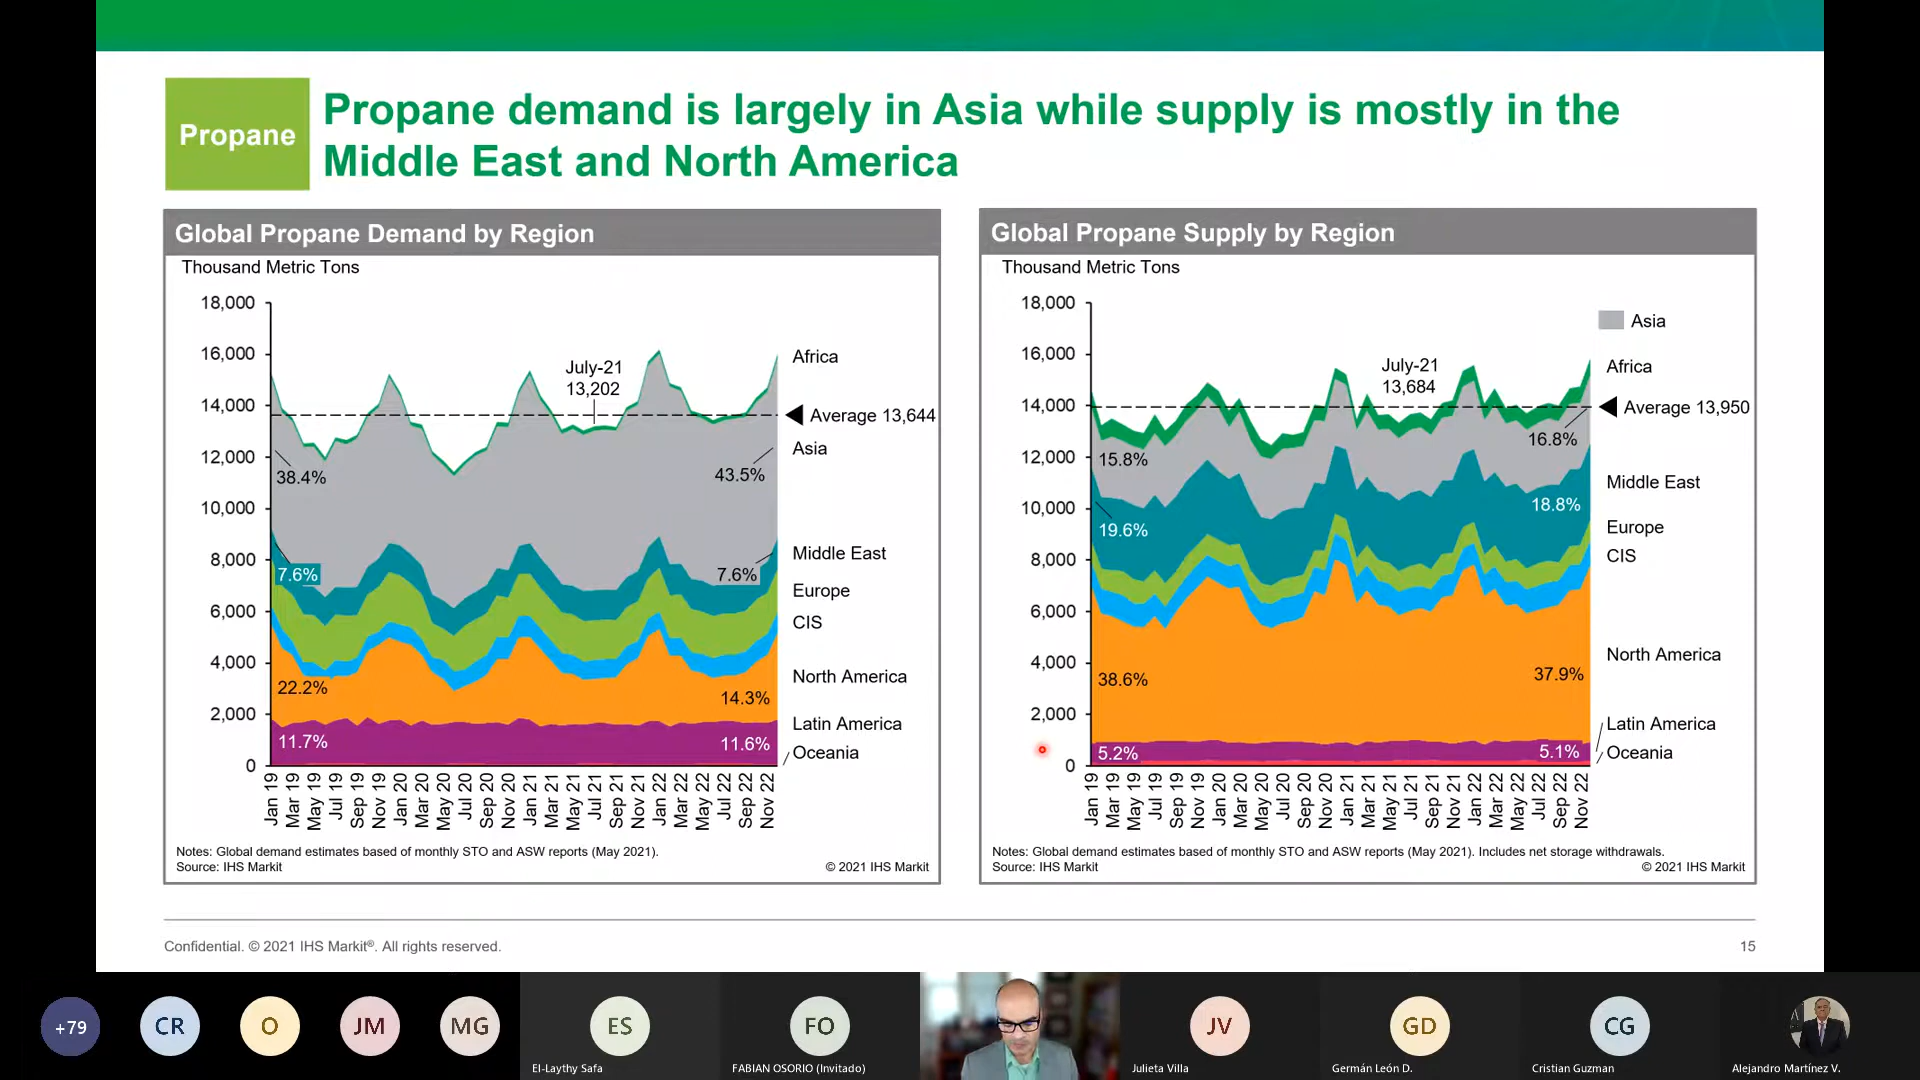 Propane
Propane demand is largely in Asia while supply is mostly in the
Middle East and North America
Global Propane Demand by Region
Thousand Metric Tons
18,000
16,000
14,000
12,000
10,000
8,000
6,000
4,000
2,000
0
July-21
13,202
38.4%
43.5%
7.6%
7.6%
22.2%
14.3%
11.7%
11.6%
Africa
Average 13,644
Asia
Middle East
Europe
CIS
North America
Latin America
Oceania
Jan 19
Mar 19
May 19
Jul 19
Sep 19
Nov 19
Jan 20
Mar 20
May 20
Jul 20
Sep 20
Nov 20
Jan 21
Mar 21
May 21
Jul 21
Sep 21
Nov 21
Jan 22
Mar 22
May 22
Jul 22
Sep 22
Nov 22
Notes: Global demand estimates based of monthly STO and ASW reports (May 2021).
Source: IHS Markit
© 2021 IHS Markit
Global Propane Supply by Region
Thousand Metric Tons
18,000
16,000
14,000
12,000
10,000
8,000
6,000
4,000
2,000
0
July-21
13,684
15.8%
16.8%
19.6%
18.8%
38.6%
37.9%
5.2%
5.1%
Asia
Africa
Average 13,950
Middle East
Europe
CIS
North America
Latin America
Oceania
Jan 19
Mar 19
May 19
Jul 19
Sep 19
Nov 19
Jan 20
Mar 20
May 20
Jul 20
Sep 20
Nov 20
Jan 21
Mar 21
May 21
Jul 21
Sep 21
Nov 21
Jan 22
Mar 22
May 22
Jul 22
Sep 22
Nov 22
Notes: Global demand estimates based of monthly STO and ASW reports (May 2021). Includes net storage withdrawals.
Source: IHS Markit
© 2021 IHS Markit
Confidential. © 2021 IHS Markit®. All rights reserved.
15
+79
CR
O
JM
MG
ES
El-Laythy Safa
FO
FABIAN OSORIO (Invitado)
JV
Julieta Villa
GD
Germán León D.
CG
Cristian Guzman
Alejandro Martínez V.